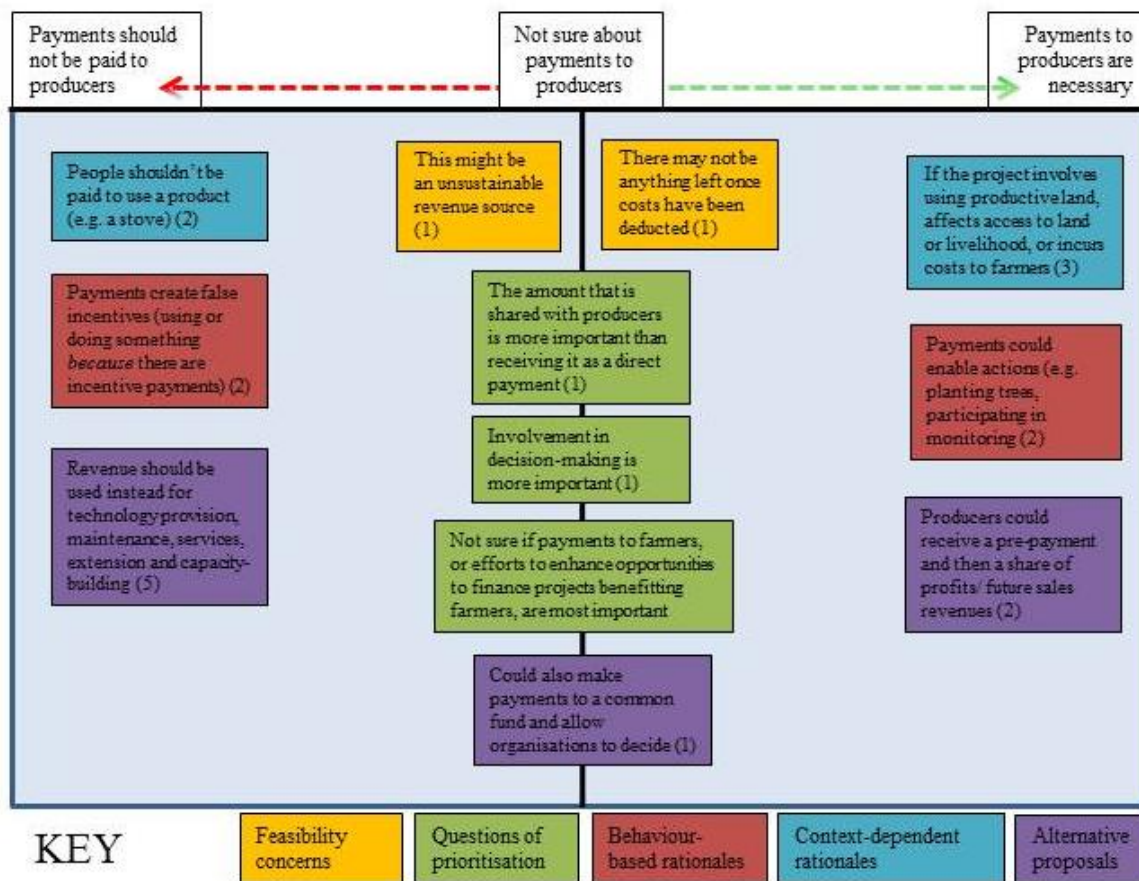 Payments should
not be paid to
producers
Not sure about
payments to
producers
Payments to
producers are
necessary
People shouldn't be
paid to use a product
(e.g. a stove) (2)
This might be
an unsustainable
revenue source
(1)
There may not be
anything left once
costs have been
deducted (1)
If the project involves
using productive land,
affects access to land
or livelihood, or incurs
costs to farmers (3)
Payments create false
incentives (using or
doing something
because there are
incentive payments) (2)
The amount that is
shared with producers
is more important than
receiving it as a direct
payment (1)
Payments could
enable actions (e.g.
planting trees,
participating in
monitoring (2)
Involvement in
decision-making is
more important (1)
Revenue should be
used instead for
technology provision,
maintenance, services,
extension and capacity-
building (5)
Not sure if payments to farmers,
or efforts to enhance opportunities
to finance projects benefitting
farmers, are most important
Producers could
receive a pre-payment
and then a share of
profits/ future sales
revenues (2)
Could also make
payments to a common
fund and allow
organisations to decide (1)
KEY
Feasibility
concerns
Questions of
prioritisation
Behaviour-
based rationales
Context-dependent
rationales
Alternative
proposals